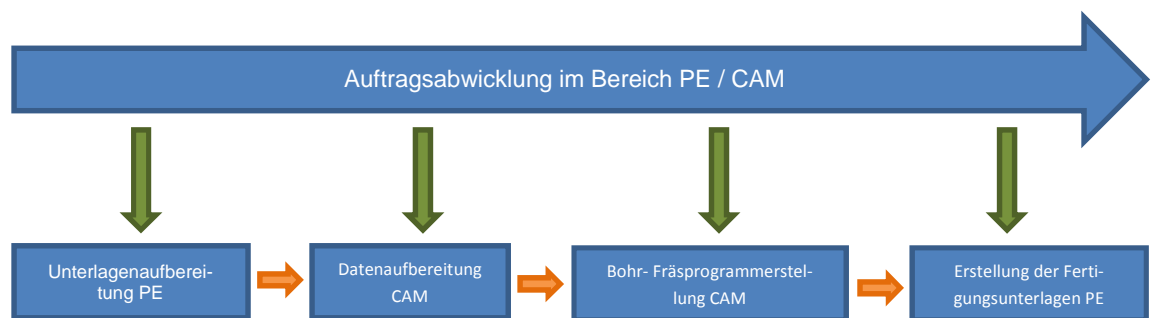 Auftragsabwicklung im Bereich PE / CAM
Unterlagenaufberei-
tung PE
Datenaufbereitung
CAM
Bohr- Fräsprogrammerstel-
lung CAM
Erstellung der Ferti-
gungsunterlagen PE